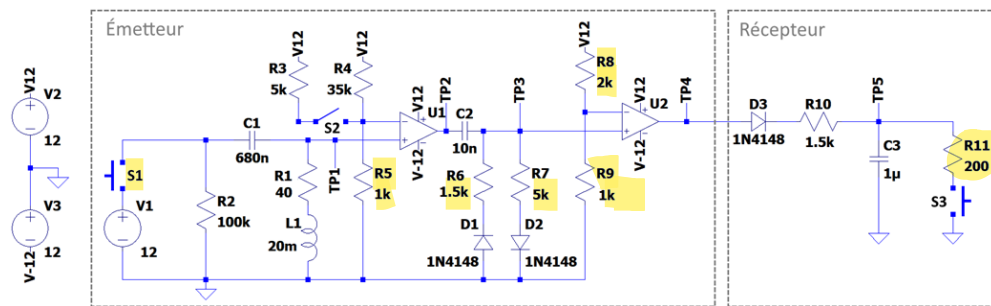 Émetteur
Récepteur
V12
V2
12
V-12
V3
12
S1
V1
12
R2
100k
C1
680n
R1
40
L1
20m
TP1
V12
R3
5k
V12
R4
35k
S2
R5
1k
V12
U1
V-12
TP2
C2
10n
R6
1.5k
D1
1N4148
TP3
R7
5k
D2
1N4148
V12
R8
2k
R9
1k
V12
U2
V-12
TP4
D3
1N4148
R10
1.5k
TP5
C3
1µ
R11
200
S3